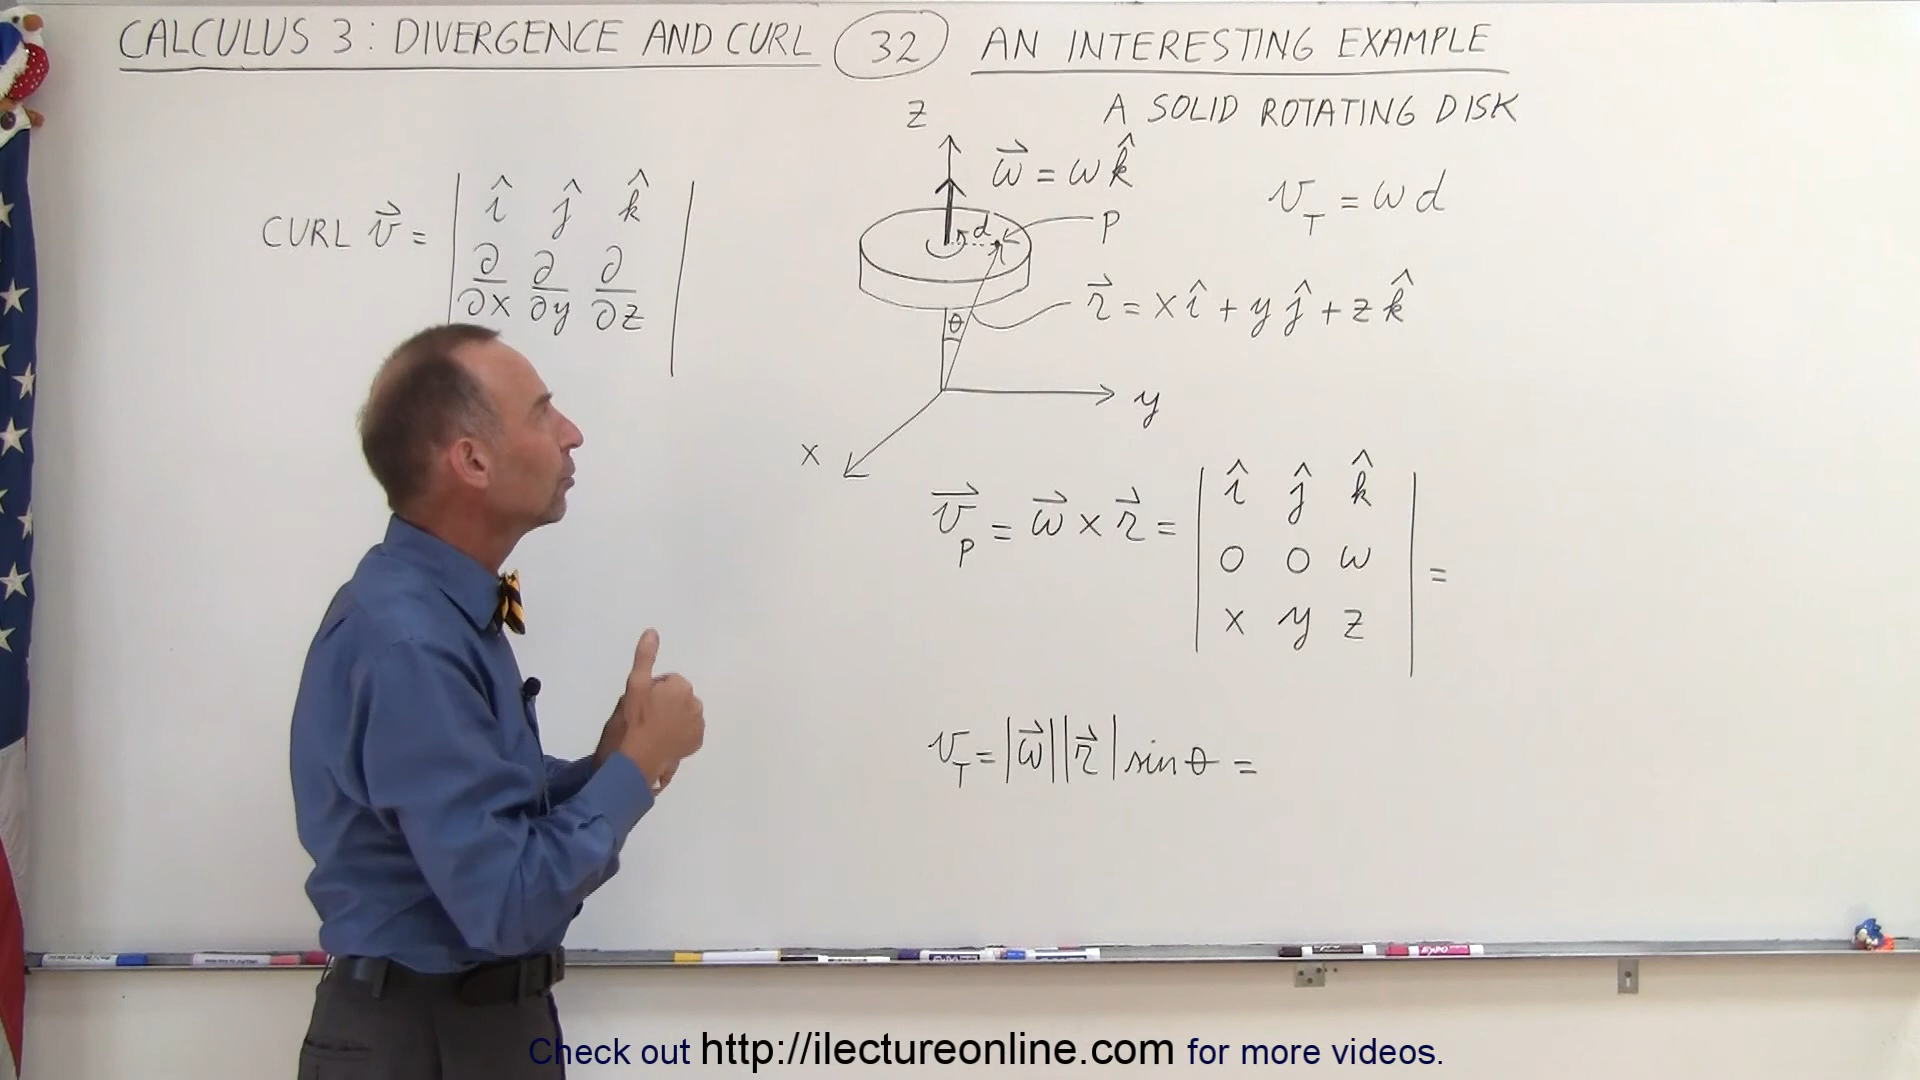 CALCULUS 3: DIVERGENCE AND CURL 32 AN INTERESTING EXAMPLE
A SOLID ROTATING DISK
Z
ω⃗ = ω k̂
v_T = ω d
d
P
CURL v⃗ = | î ĵ k̂ |
∂/∂x ∂/∂y ∂/∂z
r⃗ = x î + y ĵ + z k̂
θ
y
x
v⃗_P = ω⃗ × r⃗ = | î ĵ k̂ | =
0 0 ω
x y z
v_T = |ω⃗||r⃗| sin θ =
EXPO
Check out http://ilectureonline.com for more videos.